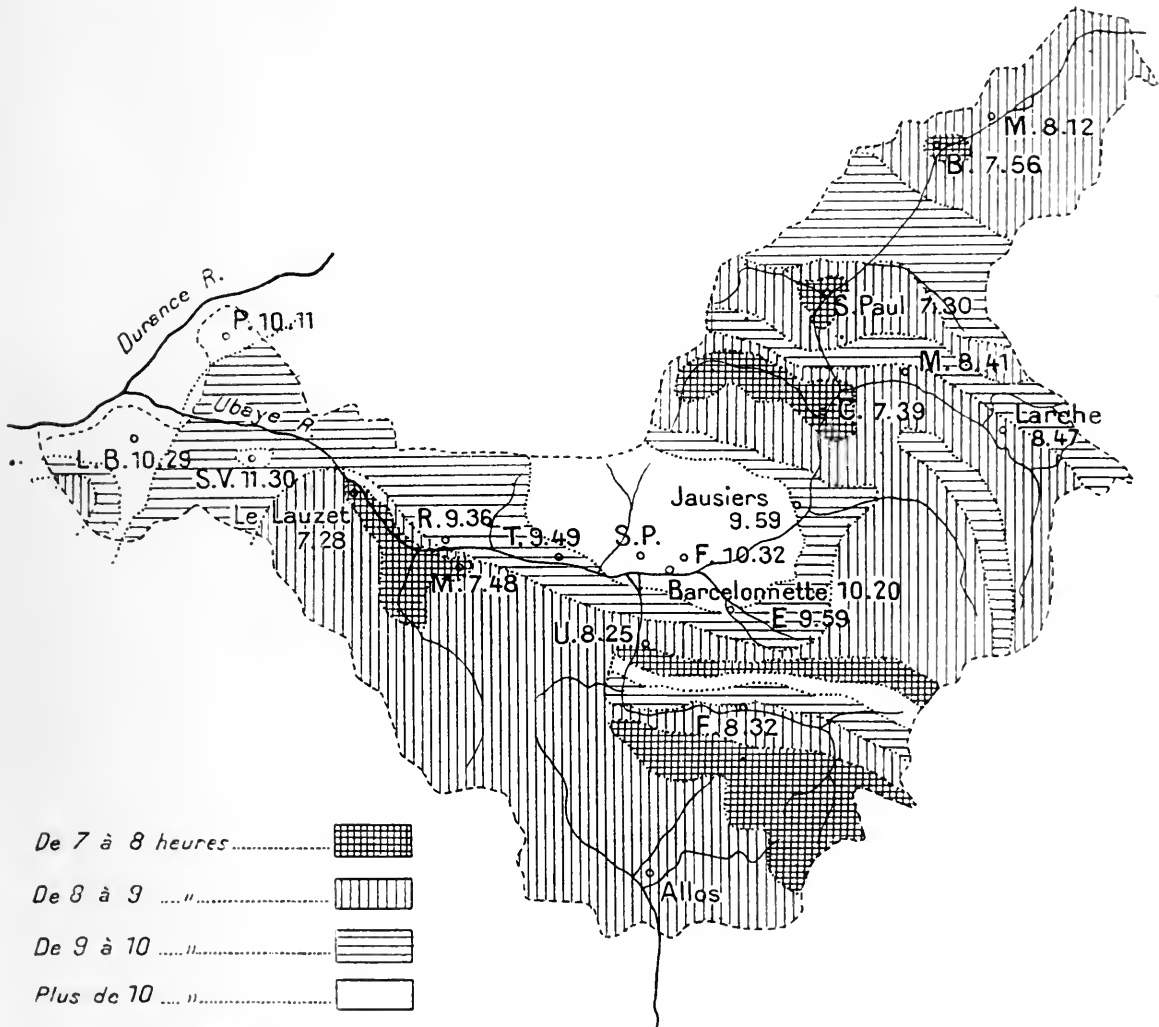 M. 8.12
B. 7.56
Durance R.
P. 10.11
S. Paul 7.30
M. 8.41
Ubaye R.
C. 7.39
Larche
8.47
L. B. 10.29
S.V. 11.30
Le Lauzet
7.28
R. 9.36
T. 9.49
S.P.
Jausiers
9.59
F. 10.32
M. 7.48
Barcelonnette 10.20
E 9.59
U. 8.25
F. 8.32
Allos
De 7 à 8 heures
De 8 à 9 .... "
De 9 à 10 .... "
Plus de 10 .... "